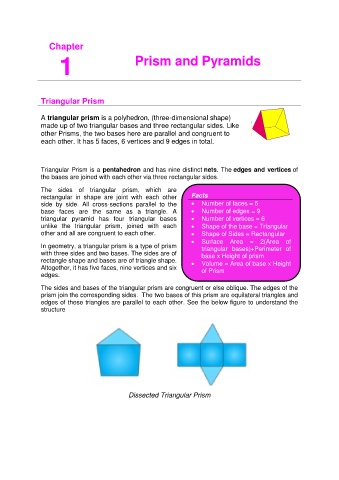 Chapter
1
Prism and Pyramids
Triangular Prism
A triangular prism is a polyhedron, (three-dimensional shape)
made up of two triangular bases and three rectangular sides. Like
other Prisms, the two bases here are parallel and congruent to
each other. It has 5 faces, 6 vertices and 9 edges in total.
Triangular Prism is a pentahedron and has nine distinct nets. The edges and vertices of
the bases are joined with each other via three rectangular sides.
The sides of triangular prism, which are
rectangular in shape are joint with each other
side by side. All cross-sections parallel to the
base faces are the same as a triangle. A
triangular pyramid has four triangular bases
unlike the triangular prism, joined with each
other and all are congruent to each other.
In geometry, a triangular prism is a type of prism
with three sides and two bases. The sides are of
rectangle shape and bases are of triangle shape.
Altogether, it has five faces, nine vertices and six
edges.
Facts
• Number of faces = 5
• Number of edges = 9
• Number of vertices = 6
• Shape of the base = Triangular
• Shape of Sides = Rectangular
• Surface Area = 2(Area of
triangular bases)+Perimeter of
base x Height of prism
• Volume = Area of base x Height
of Prism
The sides and bases of the triangular prism are congruent or else oblique. The edges of the
prism join the corresponding sides. The two bases of this prism are equilateral triangles and
edges of these triangles are parallel to each other. See the below figure to understand the
structure
Dissected Triangular Prism